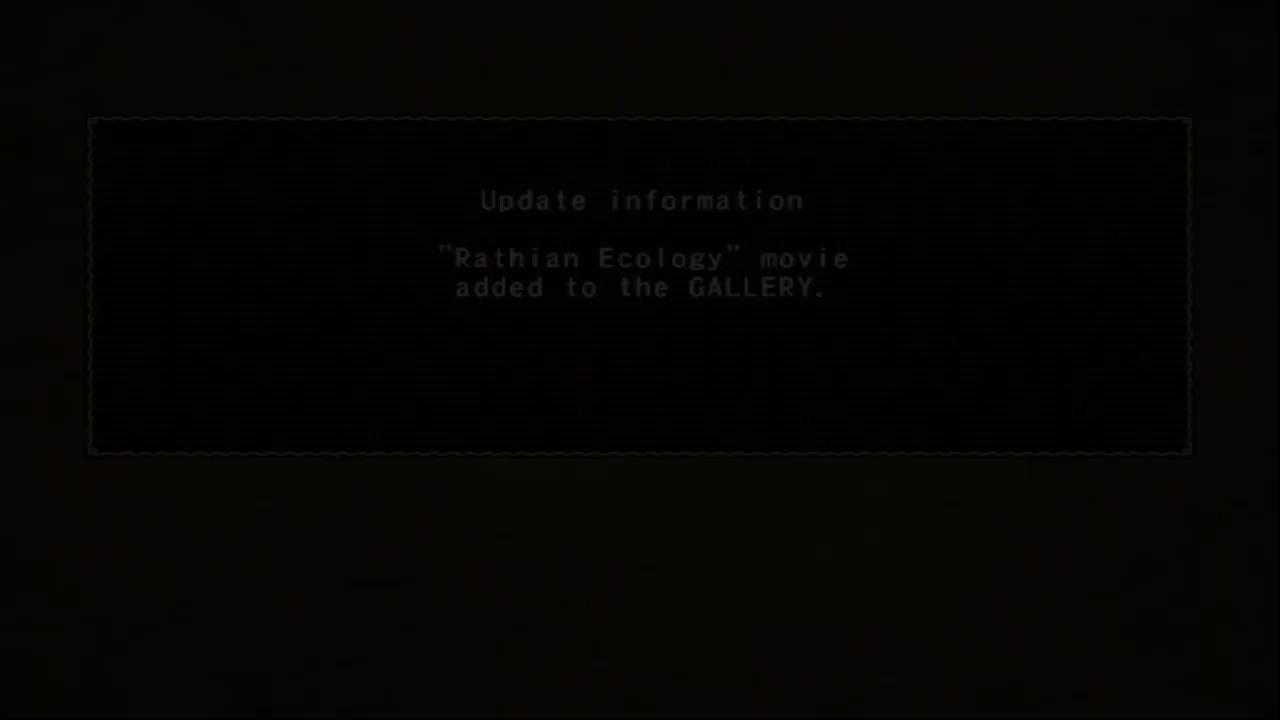 Update information
"Rathian Ecology" movie
added to the GALLERY.